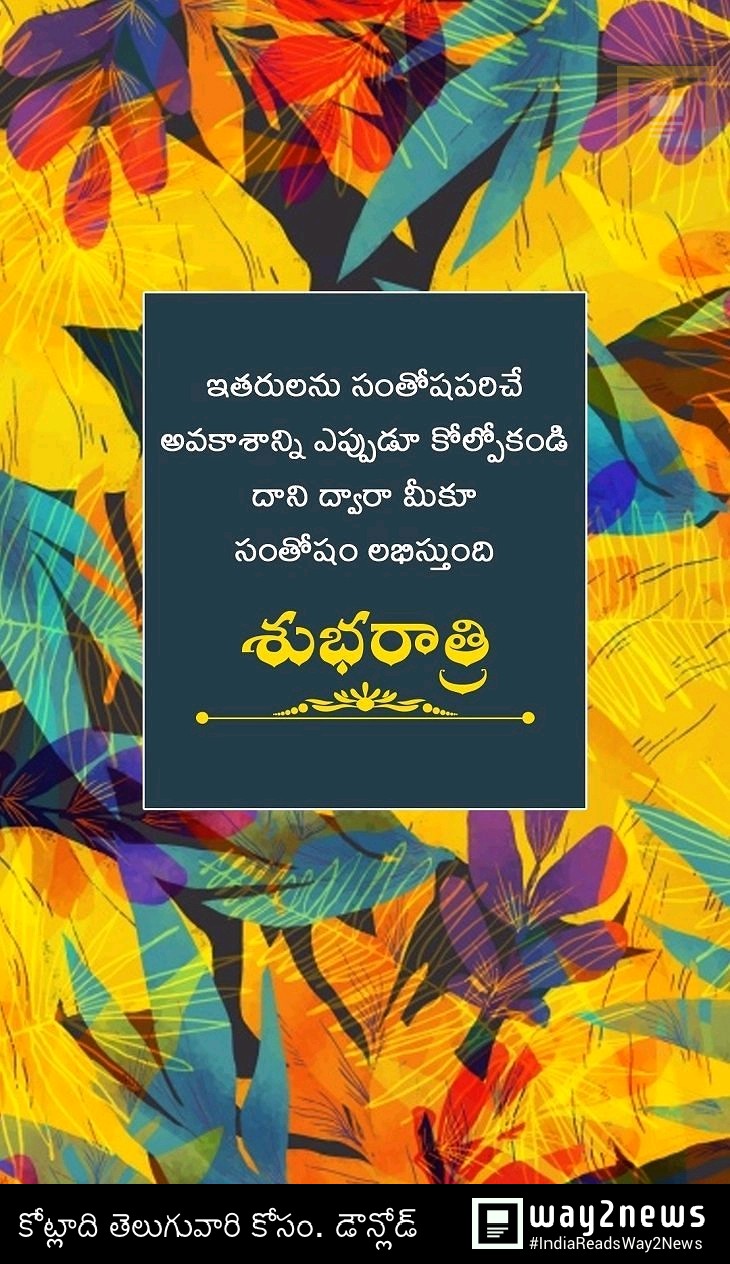 ఇతరులను సంతోషపరిచే
అవకాశాన్ని ఎప్పుడూ కోల్పోకండి
దాని ద్వారా మీకూ
సంతోషం లభిస్తుంది
శుభరాత్రి
కోట్లాది తెలుగువారి కోసం. డౌన్లోడ్
way2news
#IndiaReadsWay2News